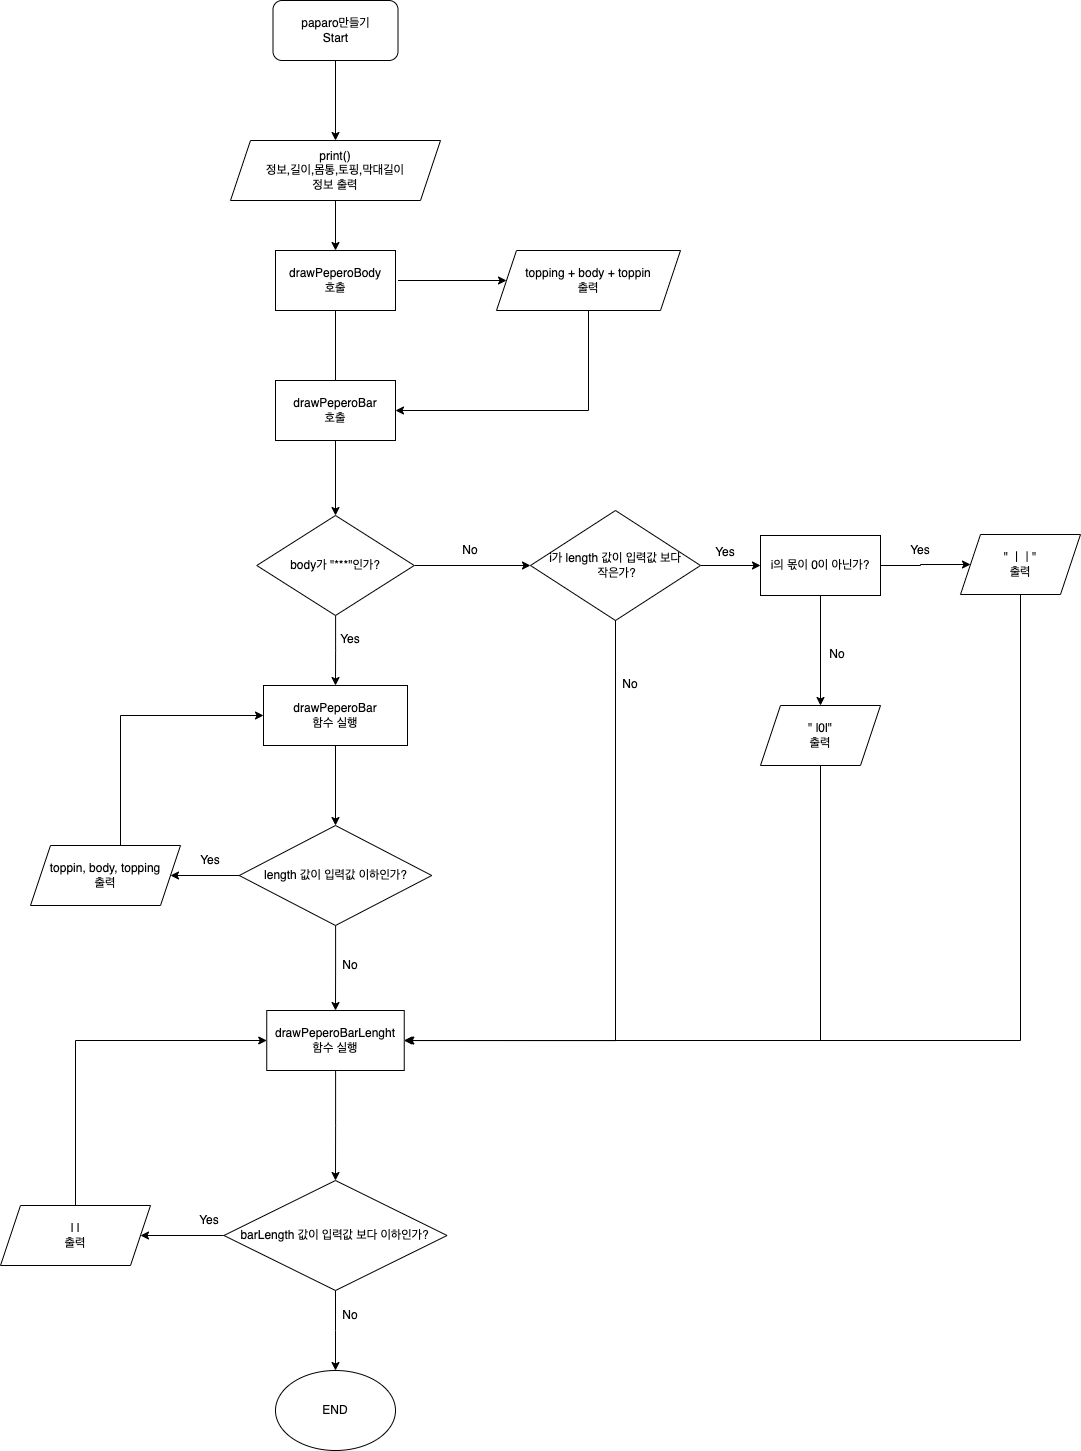 paparo만들기
Start
print()
정보,길이,몸통,토핑,막대길이
정보 출력
drawPeperoBody
호출
topping + body + toppin
출력
drawPeperoBar
호출
body가 "***"인가?
No
i가 length 값이 입력값 보다
작은가?
Yes
i의 몫이 0이 아닌가?
Yes
" ㅣㅣ"
출력
Yes
No
No
drawPeperoBar
함수 실행
" |0|"
출력
toppin, body, topping
출력
Yes
length 값이 입력값 이하인가?
No
drawPeperoBarLenght
함수 실행
| |
출력
Yes
barLength 값이 입력값 보다 이하인가?
No
END